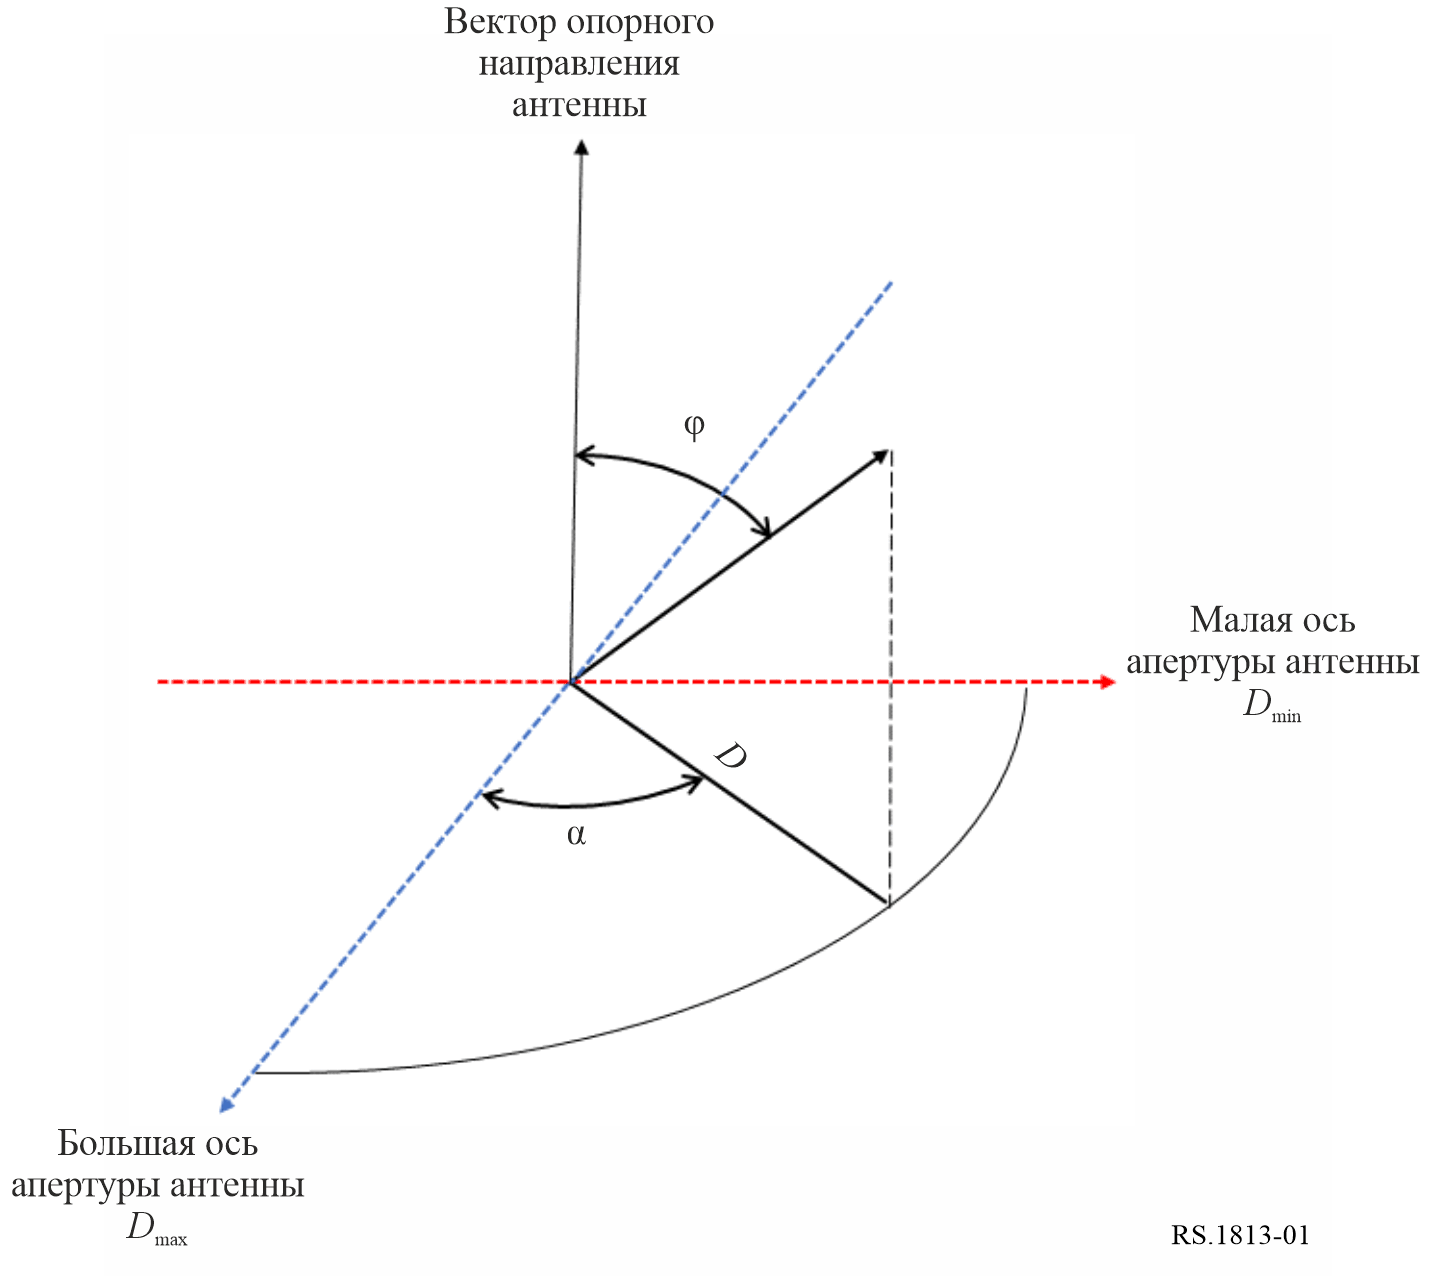 Вектор опорного
направления
антенны
φ
Малая ось
апертуры антенны
Dmin
D
α
Большая ось
апертуры антенны
Dmax
RS.1813-01